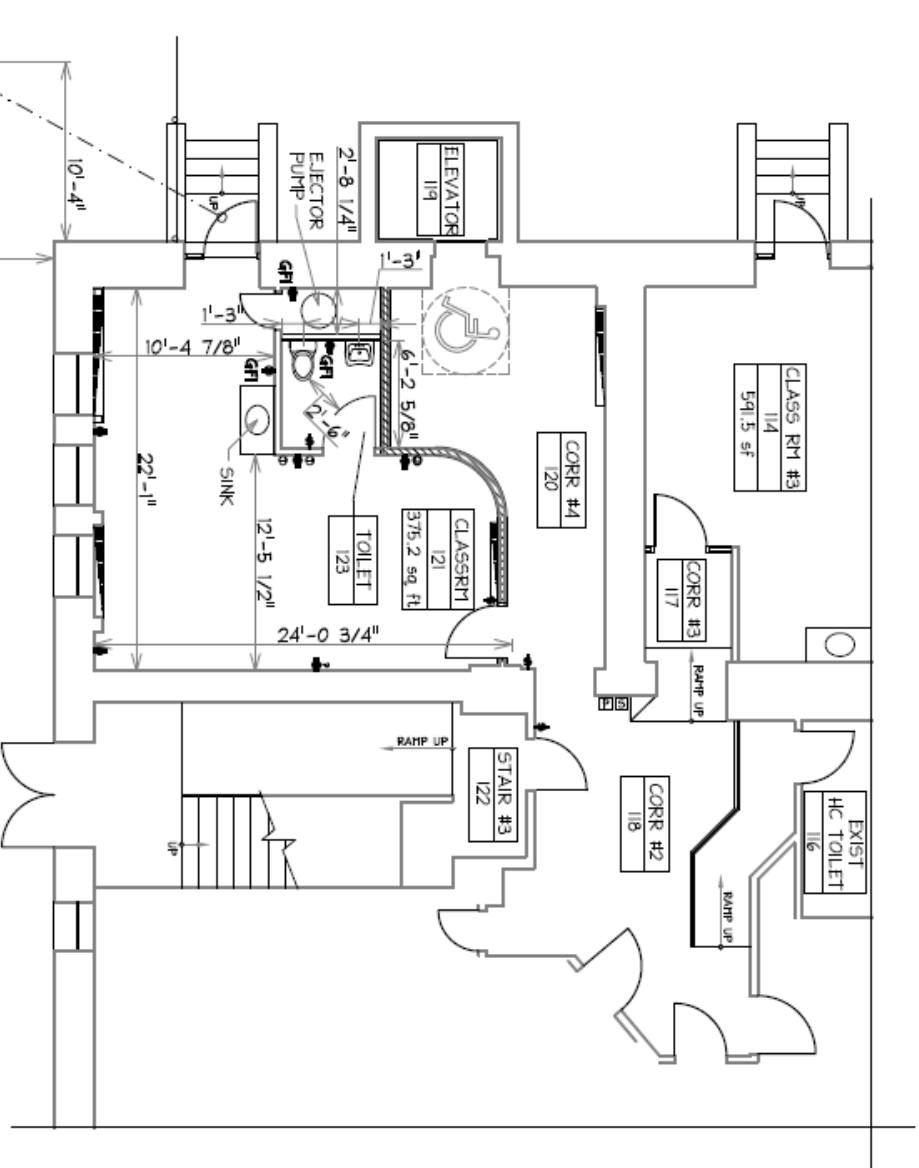 10'-4"
UP
EJECTOR
PUMP
2'-8 1/4"
ELEVATOR
119
UP
1'-3"
GFI
1'-3"
10'-4 7/8"
GFI
GFI
6'-2 5/8"
2'-6"
SINK
22'-1"
12'-5 1/2"
TOILET
123
CLASSRM
121
375.2 sq ft.
CORR #4
120
CLASS RM #3
114
591.5 sf
CORR #3
117
24'-0 3/4"
RAMP UP
P
S
RAMP UP
STAIR #3
122
UP
CORR #2
118
EXIST
HC TOILET
116
RAMP UP